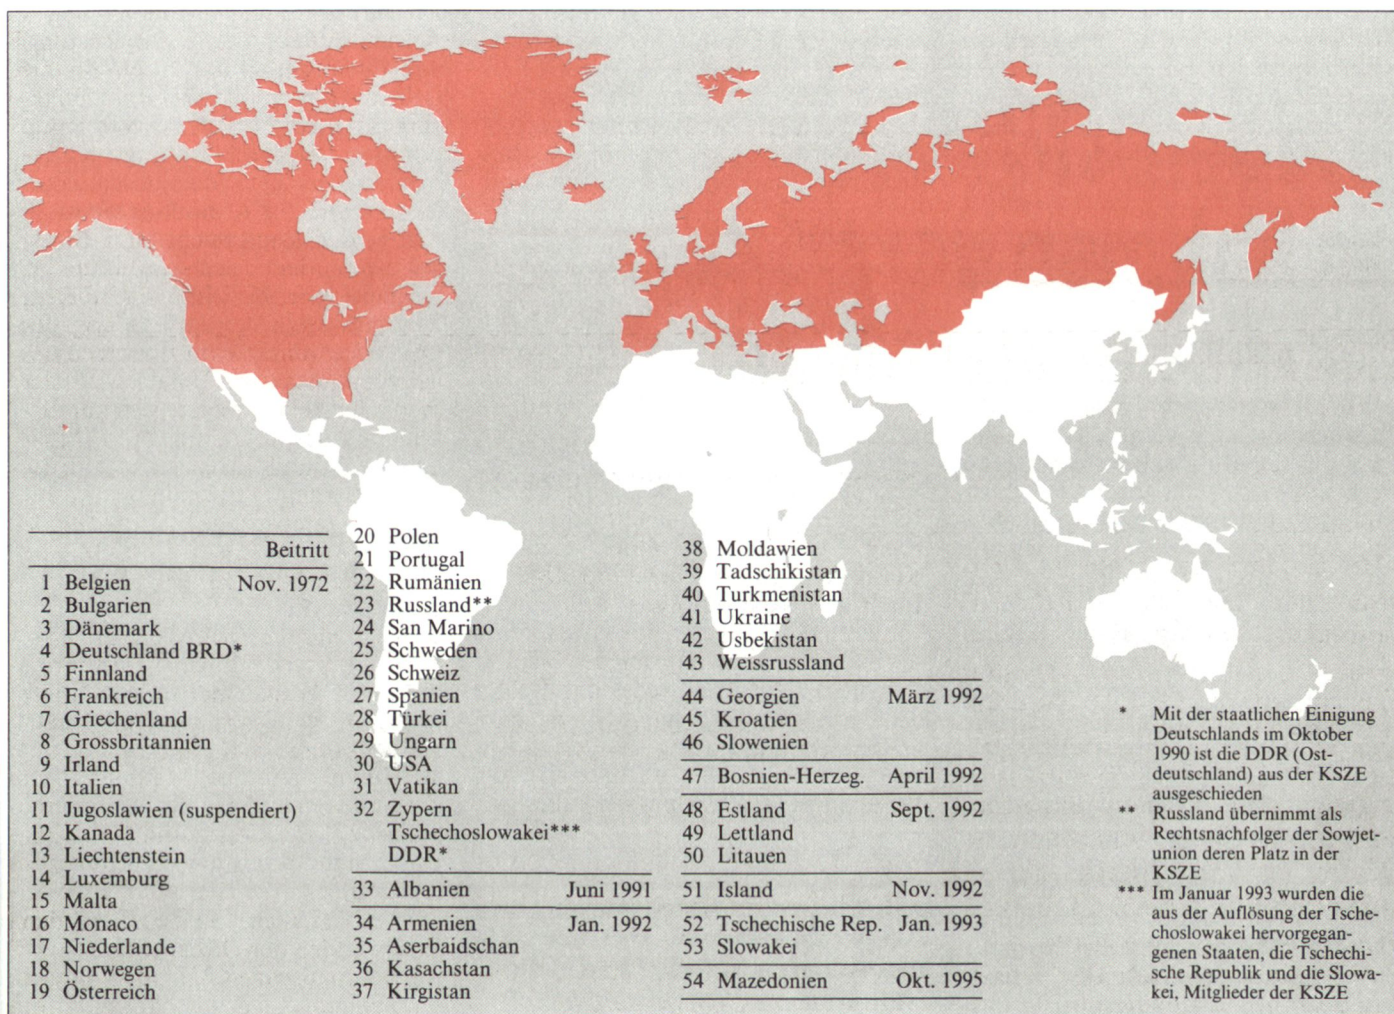 Beitritt
1 Belgien Nov. 1972
2 Bulgarien
3 Dänemark
4 Deutschland BRD*
5 Finnland
6 Frankreich
7 Griechenland
8 Grossbritannien
9 Irland
10 Italien
11 Jugoslawien (suspendiert)
12 Kanada
13 Liechtenstein
14 Luxemburg
15 Malta
16 Monaco
17 Niederlande
18 Norwegen
19 Österreich
20 Polen
21 Portugal
22 Rumänien
23 Russland**
24 San Marino
25 Schweden
26 Schweiz
27 Spanien
28 Türkei
29 Ungarn
30 USA
31 Vatikan
32 Zypern
Tschechoslowakei***
DDR*
33 Albanien Juni 1991
34 Armenien Jan. 1992
35 Aserbaidschan
36 Kasachstan
37 Kirgistan
38 Moldawien
39 Tadschikistan
40 Turkmenistan
41 Ukraine
42 Usbekistan
43 Weissrussland
44 Georgien März 1992
45 Kroatien
46 Slowenien
47 Bosnien-Herzeg. April 1992
48 Estland Sept. 1992
49 Lettland
50 Litauen
51 Island Nov. 1992
52 Tschechische Rep. Jan. 1993
53 Slowakei
54 Mazedonien Okt. 1995
* Mit der staatlichen Einigung
Deutschlands im Oktober
1990 ist die DDR (Ost-
deutschland) aus der KSZE
ausgeschieden
** Russland übernimmt als
Rechtsnachfolger der Sowjet-
union deren Platz in der
KSZE
*** Im Januar 1993 wurden die
aus der Auflösung der Tsche-
choslowakei hervorgegan-
genen Staaten, die Tschechi-
sche Republik und die Slowa-
kei, Mitglieder der KSZE